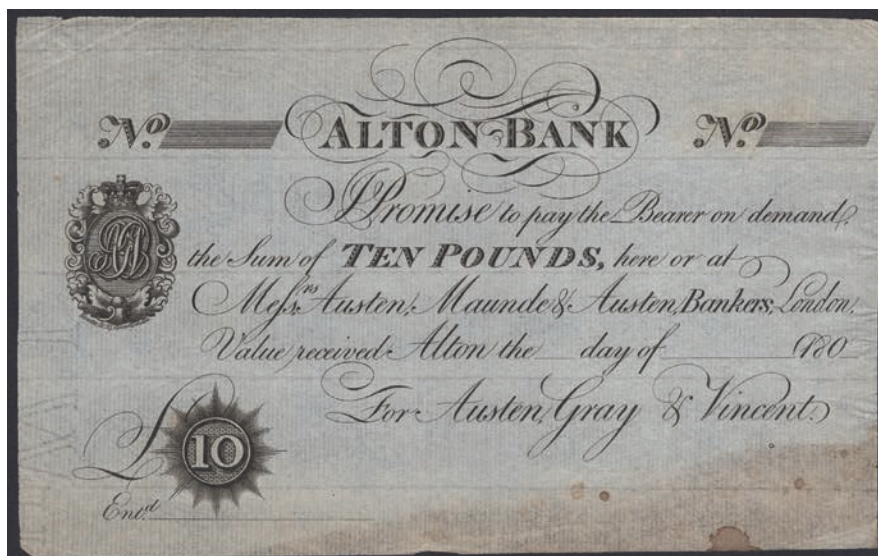 No. ALTON BANK No.
I Promise to pay the Bearer on demand,
the Sum of TEN POUNDS, here or at
Messrs. Austen, Maunde & Austen, Bankers, London.
Value received Alton the day of 180
For Austen, Gray & Vincent.
£10
Entd.